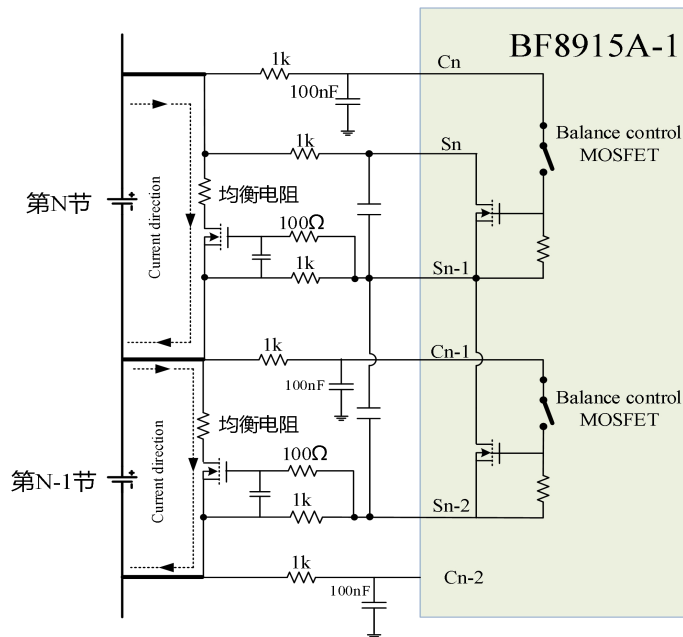 BF8915A-1
1k
Cn
100nF
Balance control
MOSFET
1k
Sn
第N节
Current direction
均衡电阻
100Ω
1k
Sn-1
1k
Cn-1
100nF
Balance control
MOSFET
均衡电阻
第N-1节
Current direction
100Ω
1k
Sn-2
1k
Cn-2
100nF